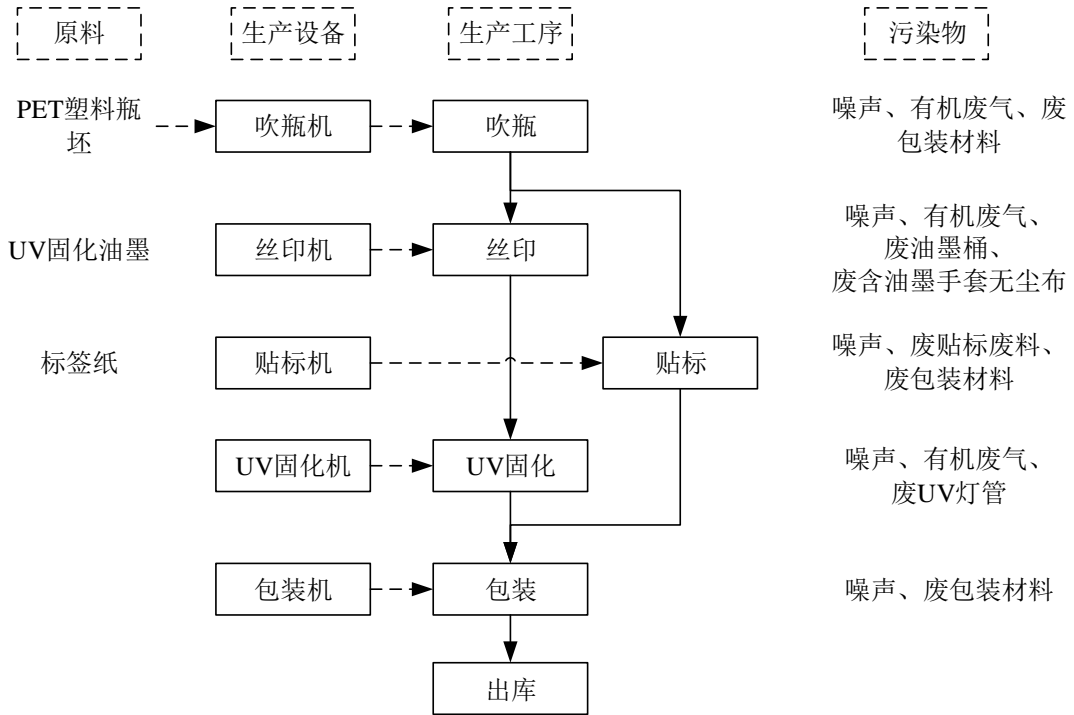 原料
生产设备
生产工序
污染物
PET塑料瓶
坯
吹瓶机
吹瓶
噪声、有机废气、废
包装材料
UV固化油墨
丝印机
丝印
噪声、有机废气、
废油墨桶、
废含油墨手套无尘布
标签纸
贴标机
贴标
噪声、废贴标废料、
废包装材料
UV固化机
UV固化
噪声、有机废气、
废UV灯管
包装机
包装
噪声、废包装材料
出库